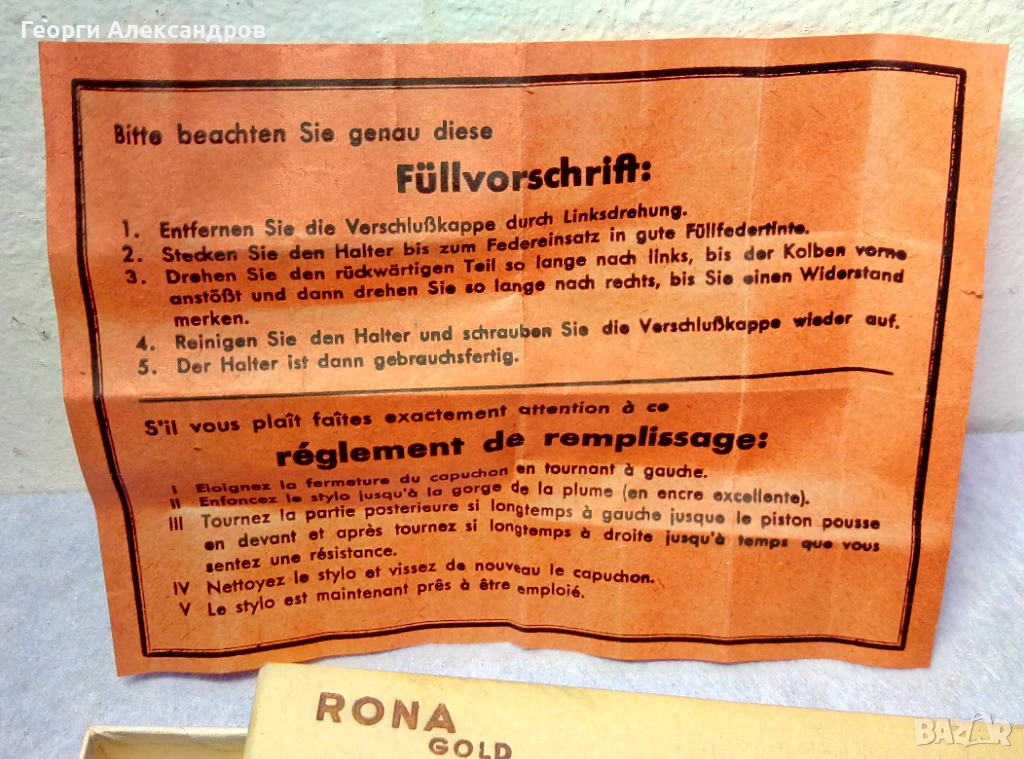 Георги Александров
Bitte beachten Sie genau diese
Füllvorschrift:
1. Entfernen Sie die Verschlußkappe durch Linksdrehung.
2. Stecken Sie den Halter bis zum Federeinsatz in gute Füllfedertinte.
3. Drehen Sie den rückwärtigen Teil so lange nach links, bis der Kolben vorne
anstößt und dann drehen Sie so lange nach rechts, bis Sie einen Widerstand
merken.
4. Reinigen Sie den Halter und schrauben Sie die Verschlußkappe wieder auf.
5. Der Halter ist dann gebrauchsfertig.
S'il vous plaît faîtes exactement attention à ce
réglement de remplissage:
I Eloignez la fermeture du capuchon en tournant à gauche.
II Enfoncez le stylo jusqu'à la gorge de la plume (en encre excellente).
III Tournez la partie posterieure si longtemps à gauche jusque le piston pousse
en devant et après tournez si longtemps à droite jusqu'à temps que vous
sentez une résistance.
IV Nettoyez le stylo et vissez de nouveau le capuchon.
V Le stylo est maintenant prês à être emploié.
RONA
GOLD
BAZAR